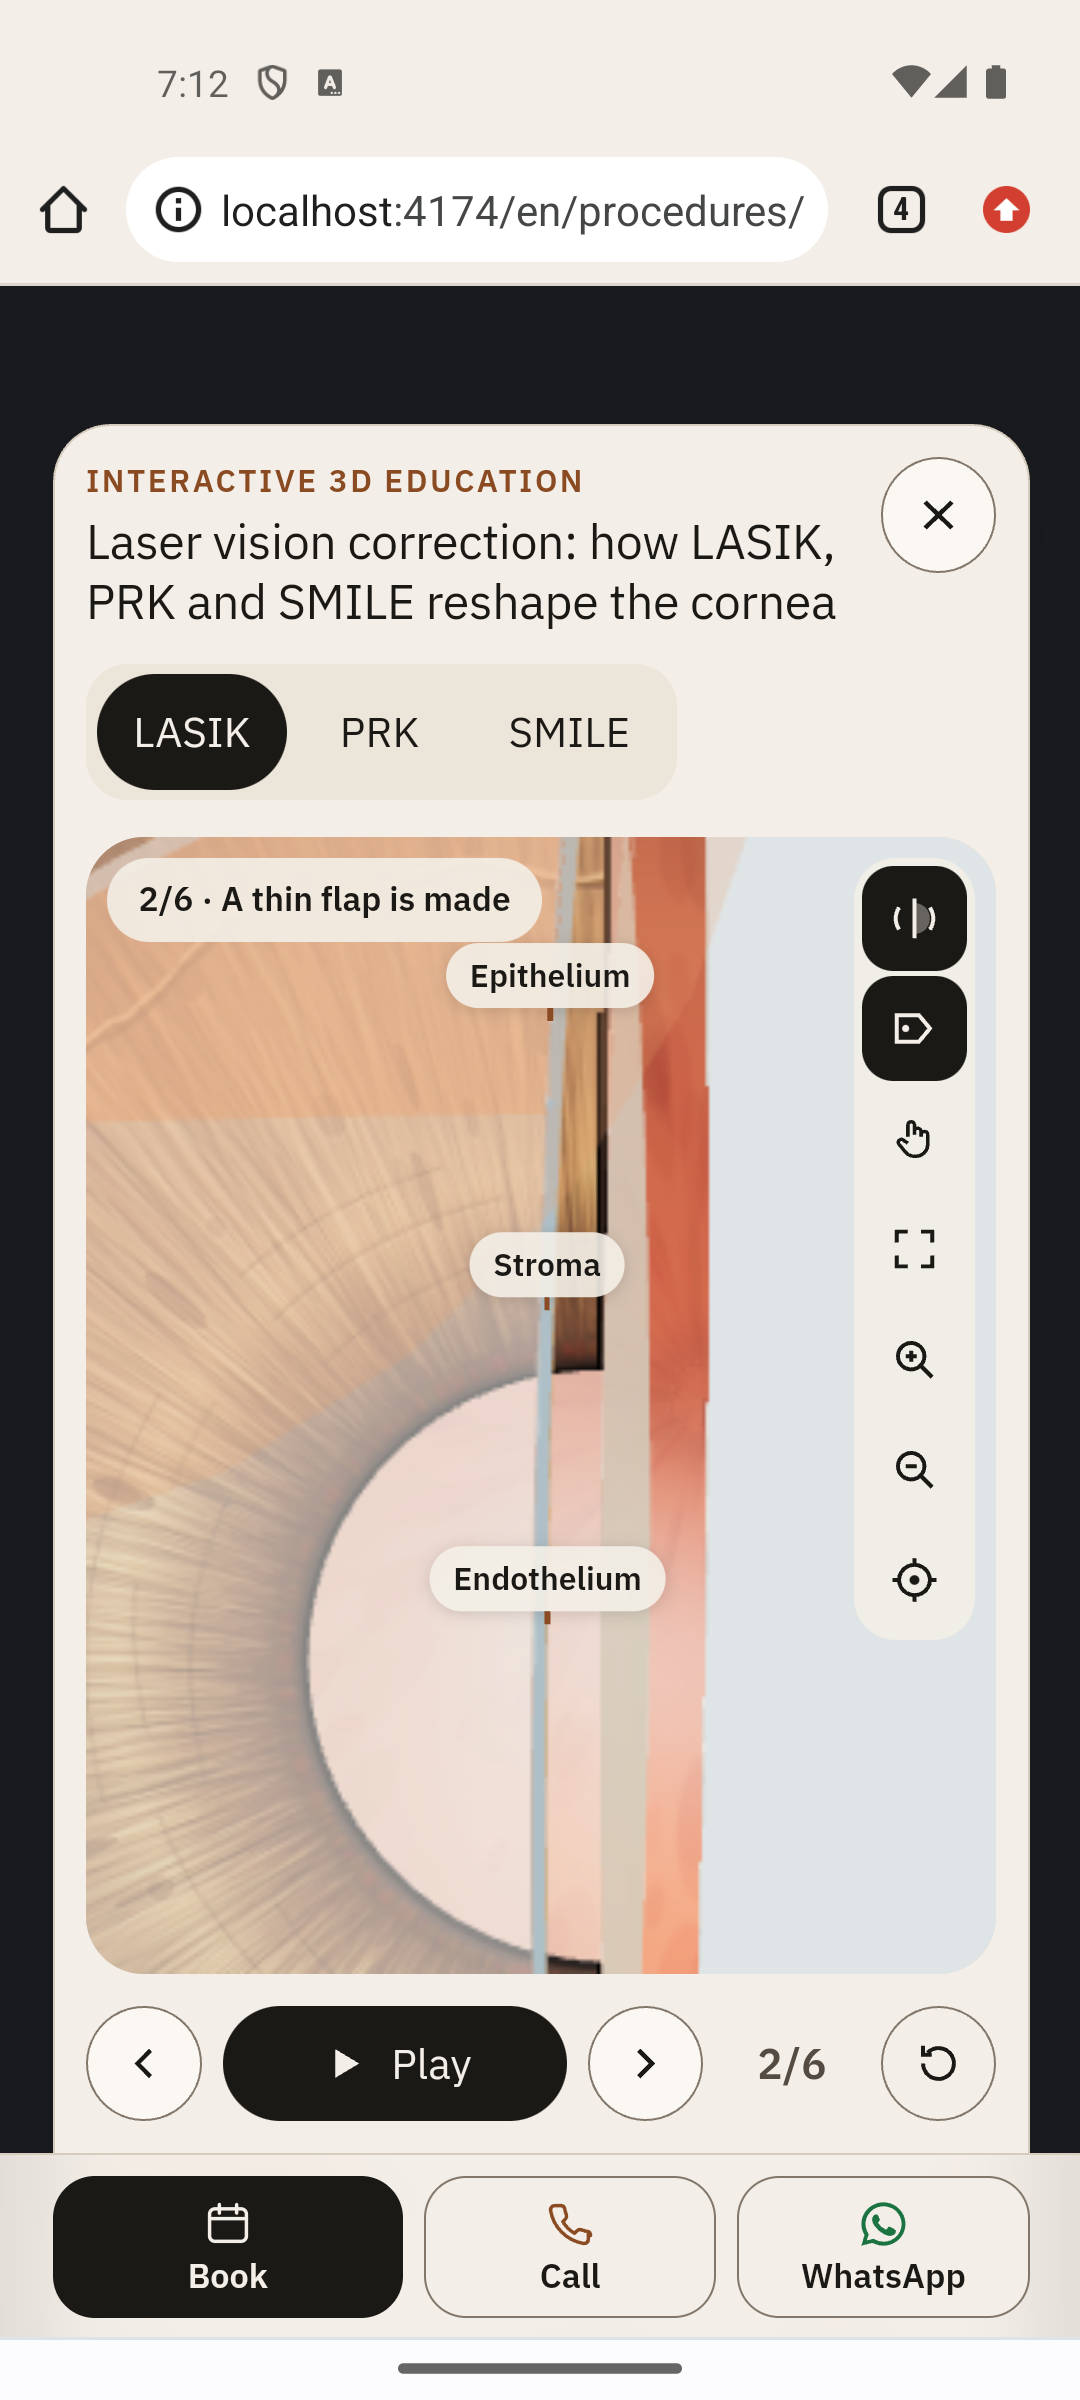 7:12
localhost:4174/en/procedures/
4
INTERACTIVE 3D EDUCATION
Laser vision correction: how LASIK,
PRK and SMILE reshape the cornea
LASIK PRK SMILE
2/6 · A thin flap is made
Epithelium
Stroma
Endothelium
Play 2/6
Book Call WhatsApp